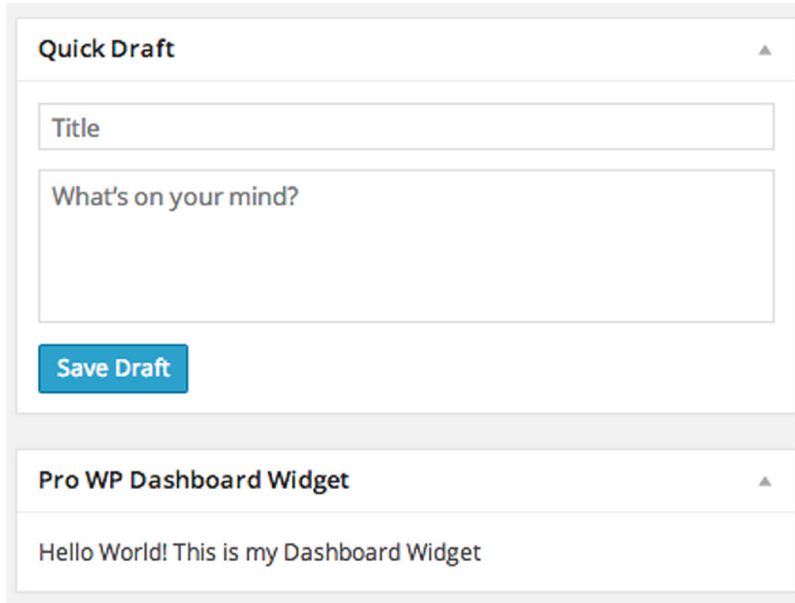 Quick Draft
Title
What's on your mind?
Save Draft
Pro WP Dashboard Widget
Hello World! This is my Dashboard Widget